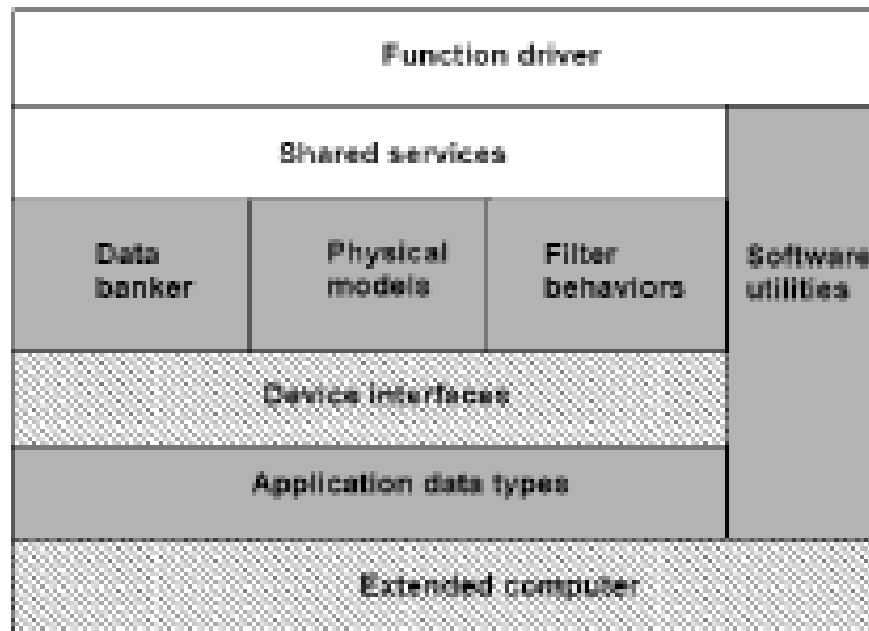 Function driver
Shared services
Data
banker
Physical
models
Filter
behaviors
Software
utilities
Device interfaces
Application data types
Extended computer